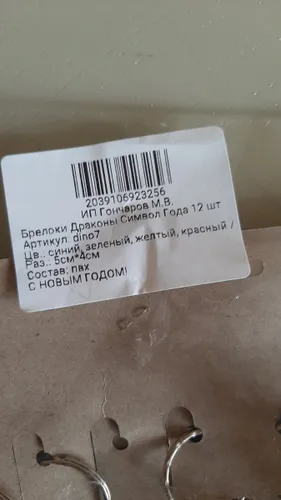 2039106923256
ИП Гончаров М.В.
Брелоки Драконы Символ Года 12 шт
Артикул: dino7
Цв.: синий, зеленый, желтый, красный /
Раз.: 5см*4см
Состав: пвх
С НОВЫМ ГОДОМ!